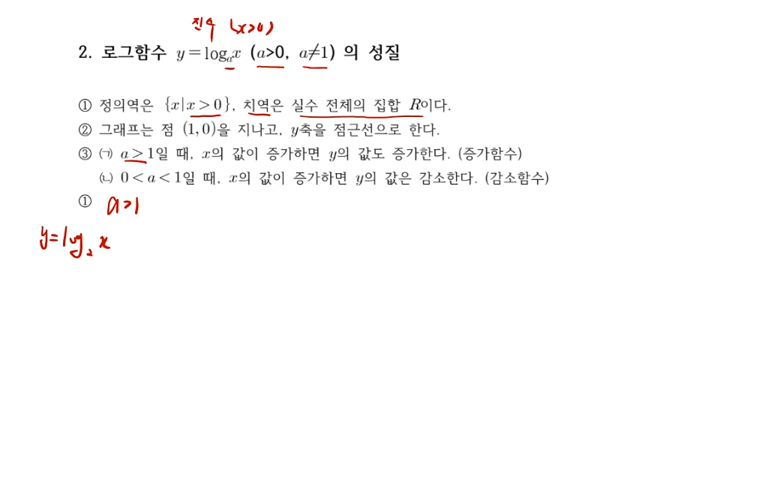 진수 (x>0)
2. 로그함수 y=logₐx (a>0, a≠1) 의 성질
① 정의역은 {x|x>0}, 치역은 실수 전체의 집합 R이다.
② 그래프는 점 (1, 0)을 지나고, y축을 점근선으로 한다.
③ ㈀ a>1일 때, x의 값이 증가하면 y의 값도 증가한다. (증가함수)
㈁ 0<a<1일 때, x의 값이 증가하면 y의 값은 감소한다. (감소함수)
① a>1
y=log₂x